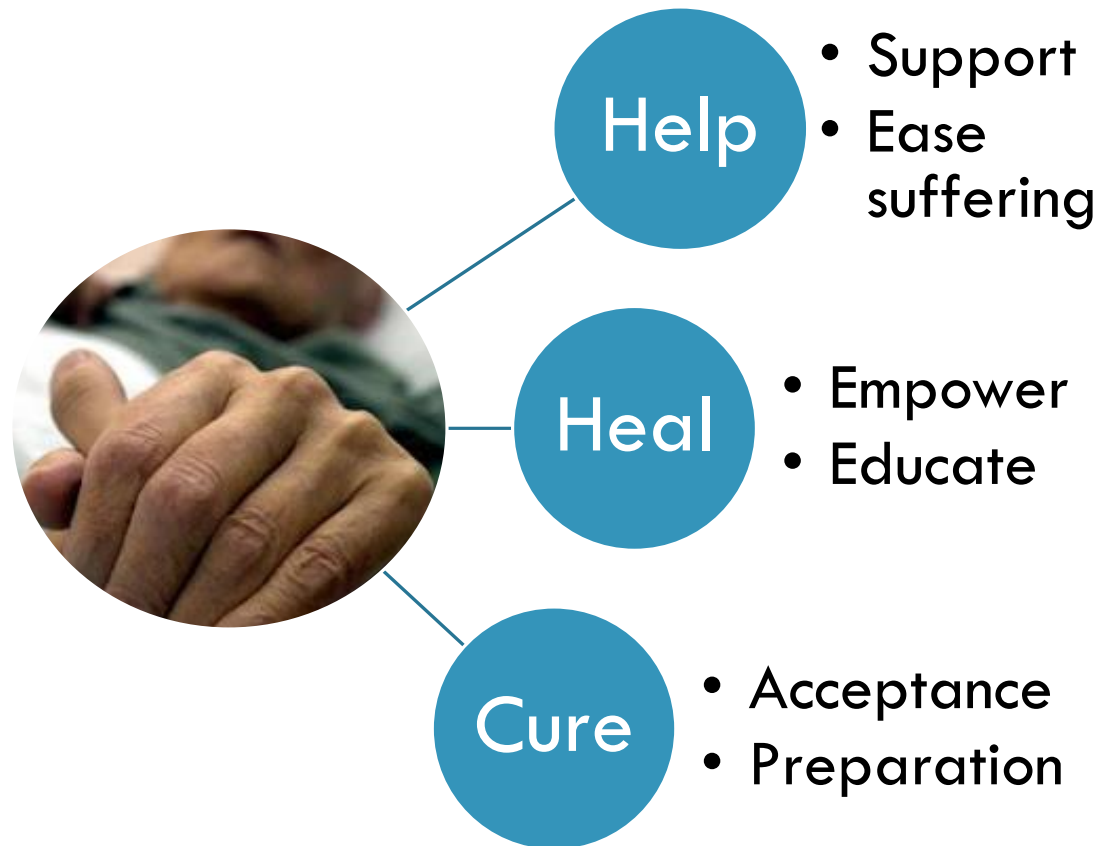 Help
• Support
• Ease
suffering
Heal
• Empower
• Educate
Cure
• Acceptance
• Preparation